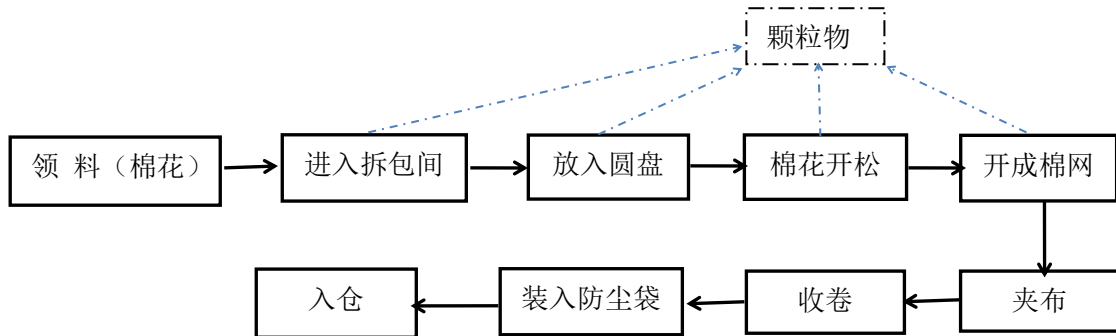 颗粒物
领 料（棉花）
进入拆包间
放入圆盘
棉花开松
开成棉网
入仓
装入防尘袋
收卷
夹布